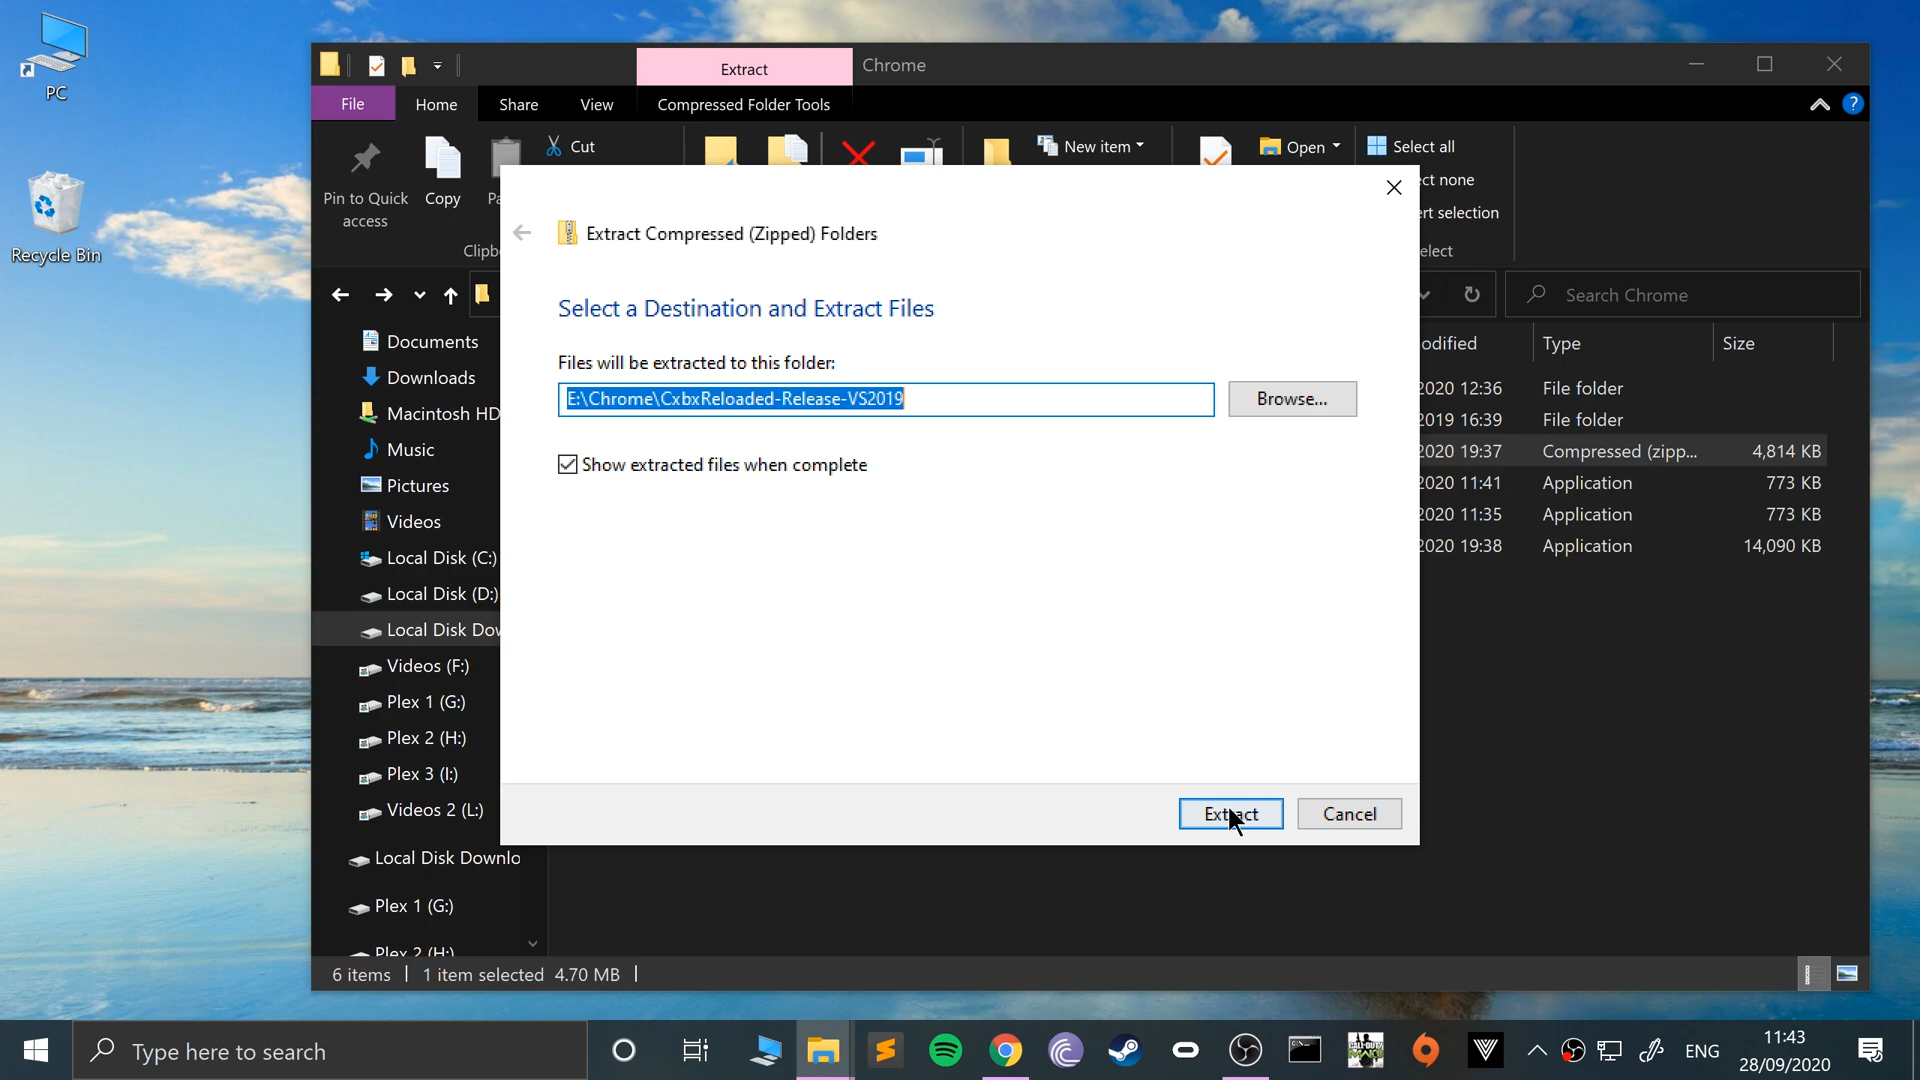 PC
Recycle Bin
Extract
Chrome
File
Home
Share
View
Compressed Folder Tools
Pin to Quick
access
Copy
Cut
New item
Open
Select all
ect none
ert selection
elect
Clipb
Search Chrome
Extract Compressed (Zipped) Folders
Select a Destination and Extract Files
Files will be extracted to this folder:
E:\Chrome\CxbxReloaded-Release-VS2019
Browse...
Show extracted files when complete
Extract
Cancel
Documents
Downloads
Macintosh HD
Music
Pictures
Videos
Local Disk (C:)
Local Disk (D:)
Local Disk Dov
Videos (F:)
Plex 1 (G:)
Plex 2 (H:)
Plex 3 (I:)
Videos 2 (L:)
Local Disk Downlo
Plex 1 (G:)
Plex 2 (H:)
odified Type Size
2020 12:36 File folder
2019 16:39 File folder
2020 19:37 Compressed (zipp... 4,814 KB
2020 11:41 Application 773 KB
2020 11:35 Application 773 KB
2020 19:38 Application 14,090 KB
6 items 1 item selected 4.70 MB
Type here to search
ENG
11:43
28/09/2020